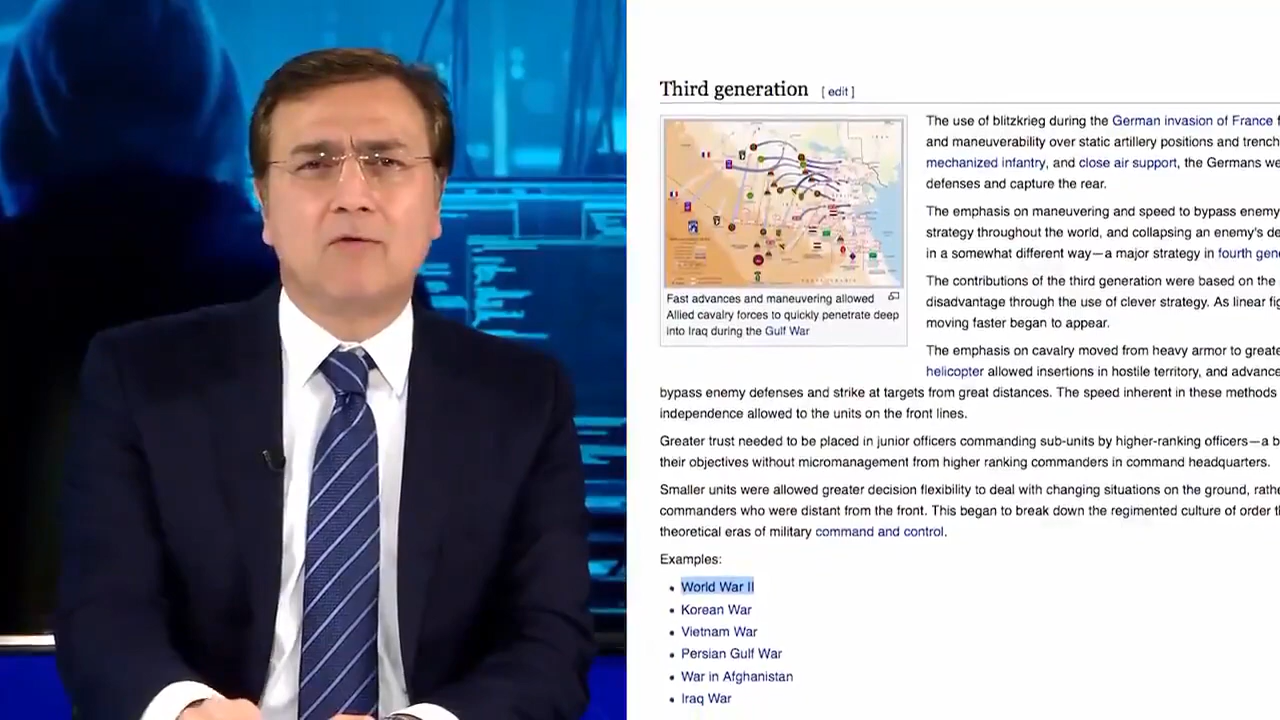 Third generation [ edit ]
The use of blitzkrieg during the German invasion of France f
and maneuverability over static artillery positions and trench
mechanized infantry, and close air support, the Germans we
defenses and capture the rear.
The emphasis on maneuvering and speed to bypass enemy
strategy throughout the world, and collapsing an enemy's de
in a somewhat different way—a major strategy in fourth gene
The contributions of the third generation were based on the
disadvantage through the use of clever strategy. As linear fig
moving faster began to appear.
The emphasis on cavalry moved from heavy armor to greate
helicopter allowed insertions in hostile territory, and advance
Fast advances and maneuvering allowed
Allied cavalry forces to quickly penetrate deep
into Iraq during the Gulf War
bypass enemy defenses and strike at targets from great distances. The speed inherent in these methods
independence allowed to the units on the front lines.
Greater trust needed to be placed in junior officers commanding sub-units by higher-ranking officers—a b
their objectives without micromanagement from higher ranking commanders in command headquarters.
Smaller units were allowed greater decision flexibility to deal with changing situations on the ground, rathe
commanders who were distant from the front. This began to break down the regimented culture of order th
theoretical eras of military command and control.
Examples:
• World War II
• Korean War
• Vietnam War
• Persian Gulf War
• War in Afghanistan
• Iraq War